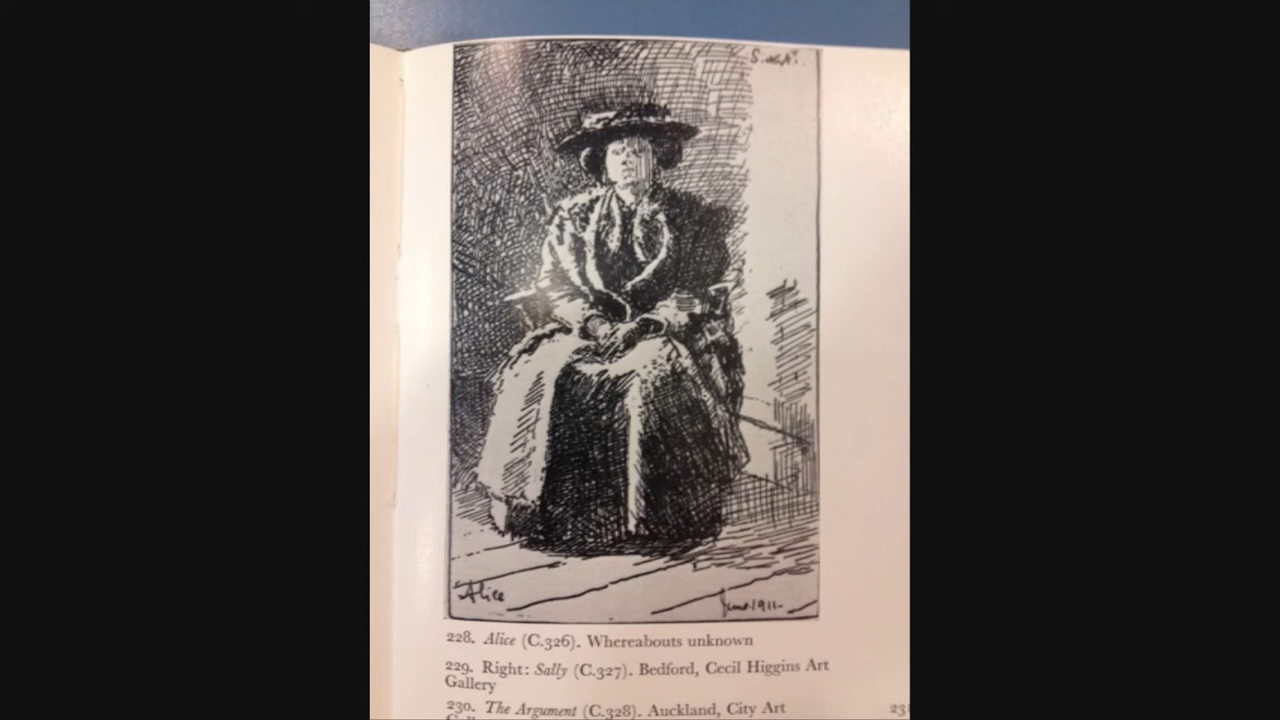 Alice
June 1911.
228. Alice (C.326). Whereabouts unknown
229. Right: Sally (C.327). Bedford, Cecil Higgins Art
Gallery
230. The Argument (C.328). Auckland, City Art